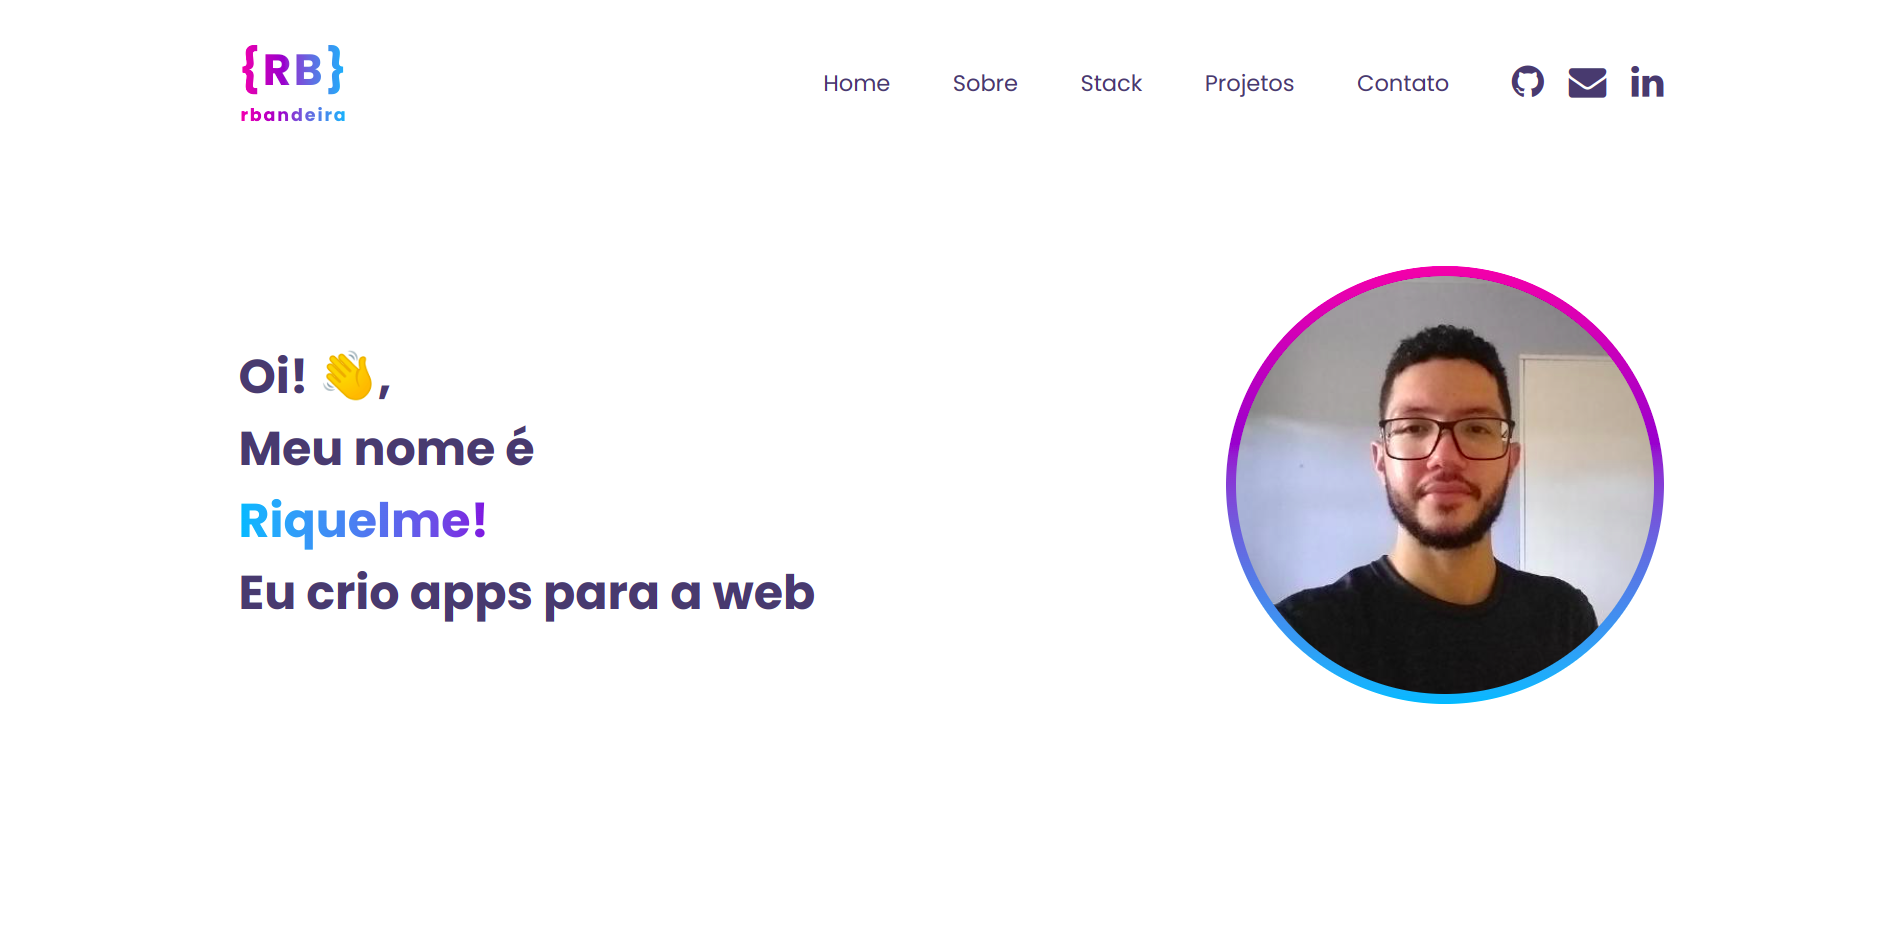 {RB}
rbandeira
Home Sobre Stack Projetos Contato
Oi! 👋,
Meu nome é
Riquelme!
Eu crio apps para a web